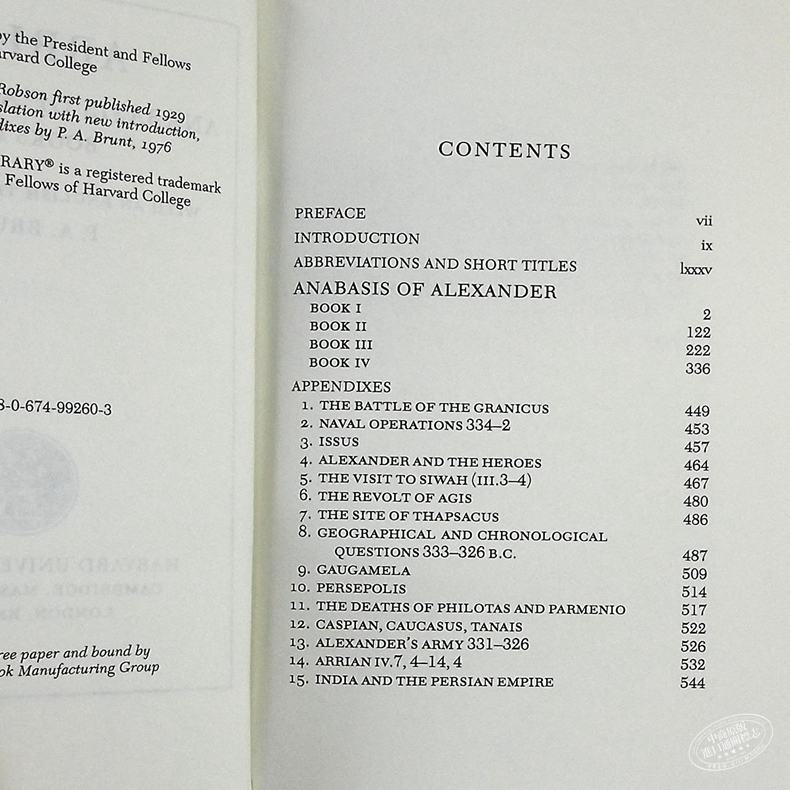 by the President and Fellows
Harvard College
Robson first published 1929
slation with new introduction,
dixes by P. A. Brunt, 1976
RARY® is a registered trademark
Fellows of Harvard College
8-0-674-99260-3
ree paper and bound by
ok Manufacturing Group
CONTENTS
PREFACE vii
INTRODUCTION ix
ABBREVIATIONS AND SHORT TITLES lxxxv
ANABASIS OF ALEXANDER
BOOK I 2
BOOK II 122
BOOK III 222
BOOK IV 336
APPENDIXES
1. THE BATTLE OF THE GRANICUS 449
2. NAVAL OPERATIONS 334–2 453
3. ISSUS 457
4. ALEXANDER AND THE HEROES 464
5. THE VISIT TO SIWAH (III.3–4) 467
6. THE REVOLT OF AGIS 480
7. THE SITE OF THAPSACUS 486
8. GEOGRAPHICAL AND CHRONOLOGICAL
QUESTIONS 333–326 B.C. 487
9. GAUGAMELA 509
10. PERSEPOLIS 514
11. THE DEATHS OF PHILOTAS AND PARMENIO 517
12. CASPIAN, CAUCASUS, TANAIS 522
13. ALEXANDER'S ARMY 331–326 526
14. ARRIAN IV.7, 4–14, 4 532
15. INDIA AND THE PERSIAN EMPIRE 544